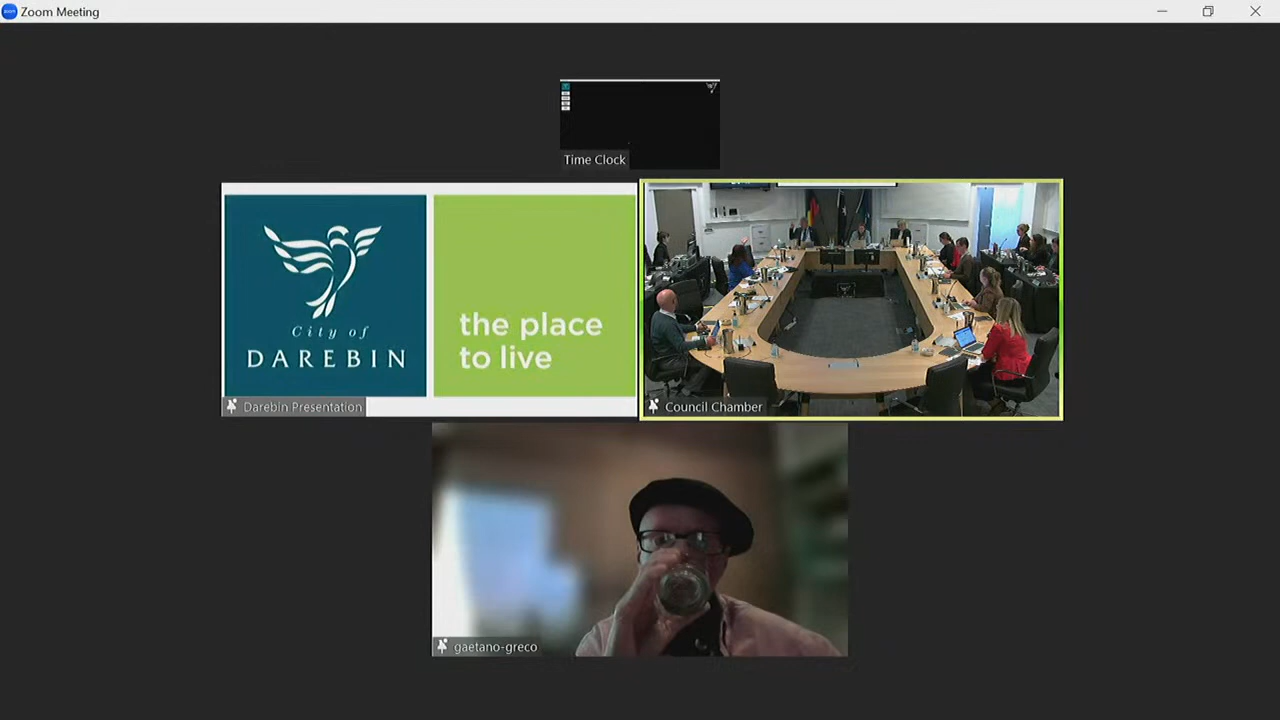 Zoom Meeting
Time Clock
City of
DAREBIN
the place
to live
Darebin Presentation
Council Chamber
gaetano-greco